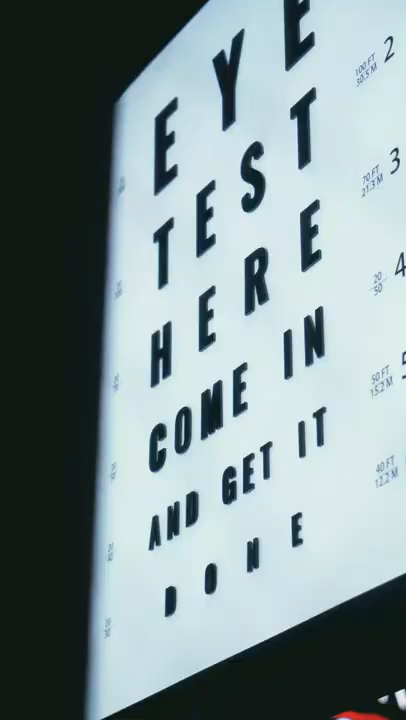 EYE
100 FT
30.5 M
2
TEST
70 FT
21.3 M
3
HERE
20
50
4
COME IN
50 FT
15.2 M
5
AND GET IT
40 FT
12.2 M
DONE